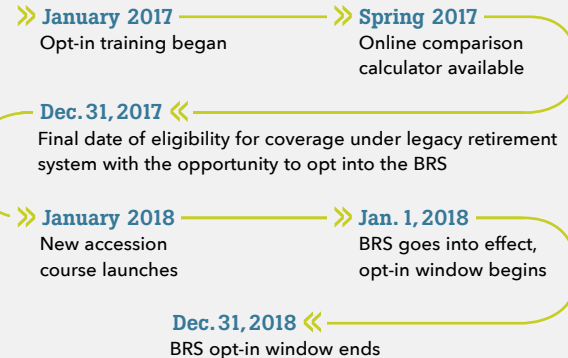 January 2017
Opt-in training began
Spring 2017
Online comparison
calculator available
Dec. 31, 2017
Final date of eligibility for coverage under legacy retirement
system with the opportunity to opt into the BRS
January 2018
New accession
course launches
Jan. 1, 2018
BRS goes into effect,
opt-in window begins
Dec. 31, 2018
BRS opt-in window ends